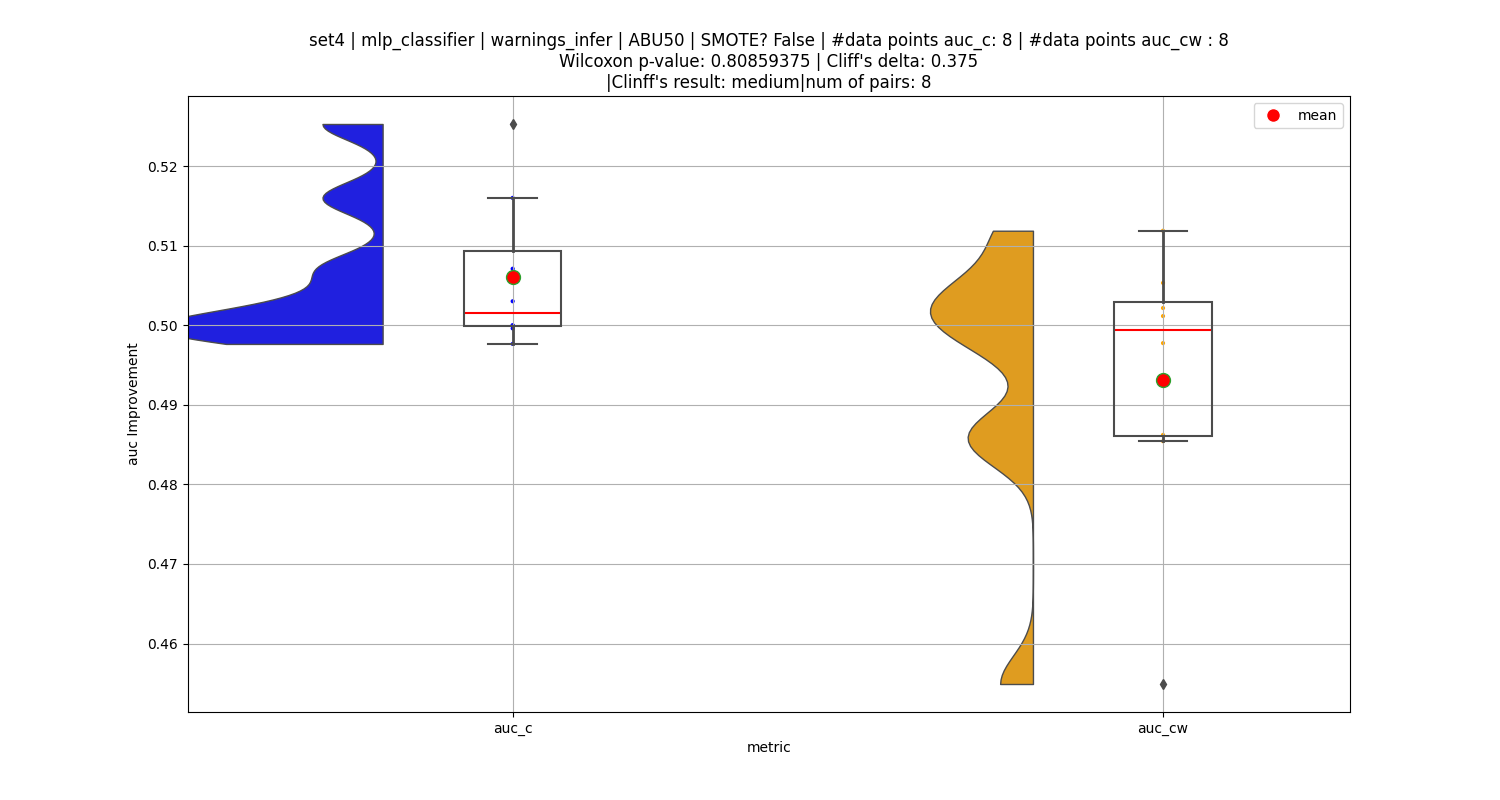 set4 | mlp_classifier | warnings_infer | ABU50 | SMOTE? False | #data points auc_c: 8 | #data points auc_cw : 8
Wilcoxon p-value: 0.80859375 | Cliff's delta: 0.375
|Clinff's result: medium|num of pairs: 8
mean
0.52
0.51
0.50
0.49
0.48
0.47
0.46
auc Improvement
auc_c
auc_cw
metric